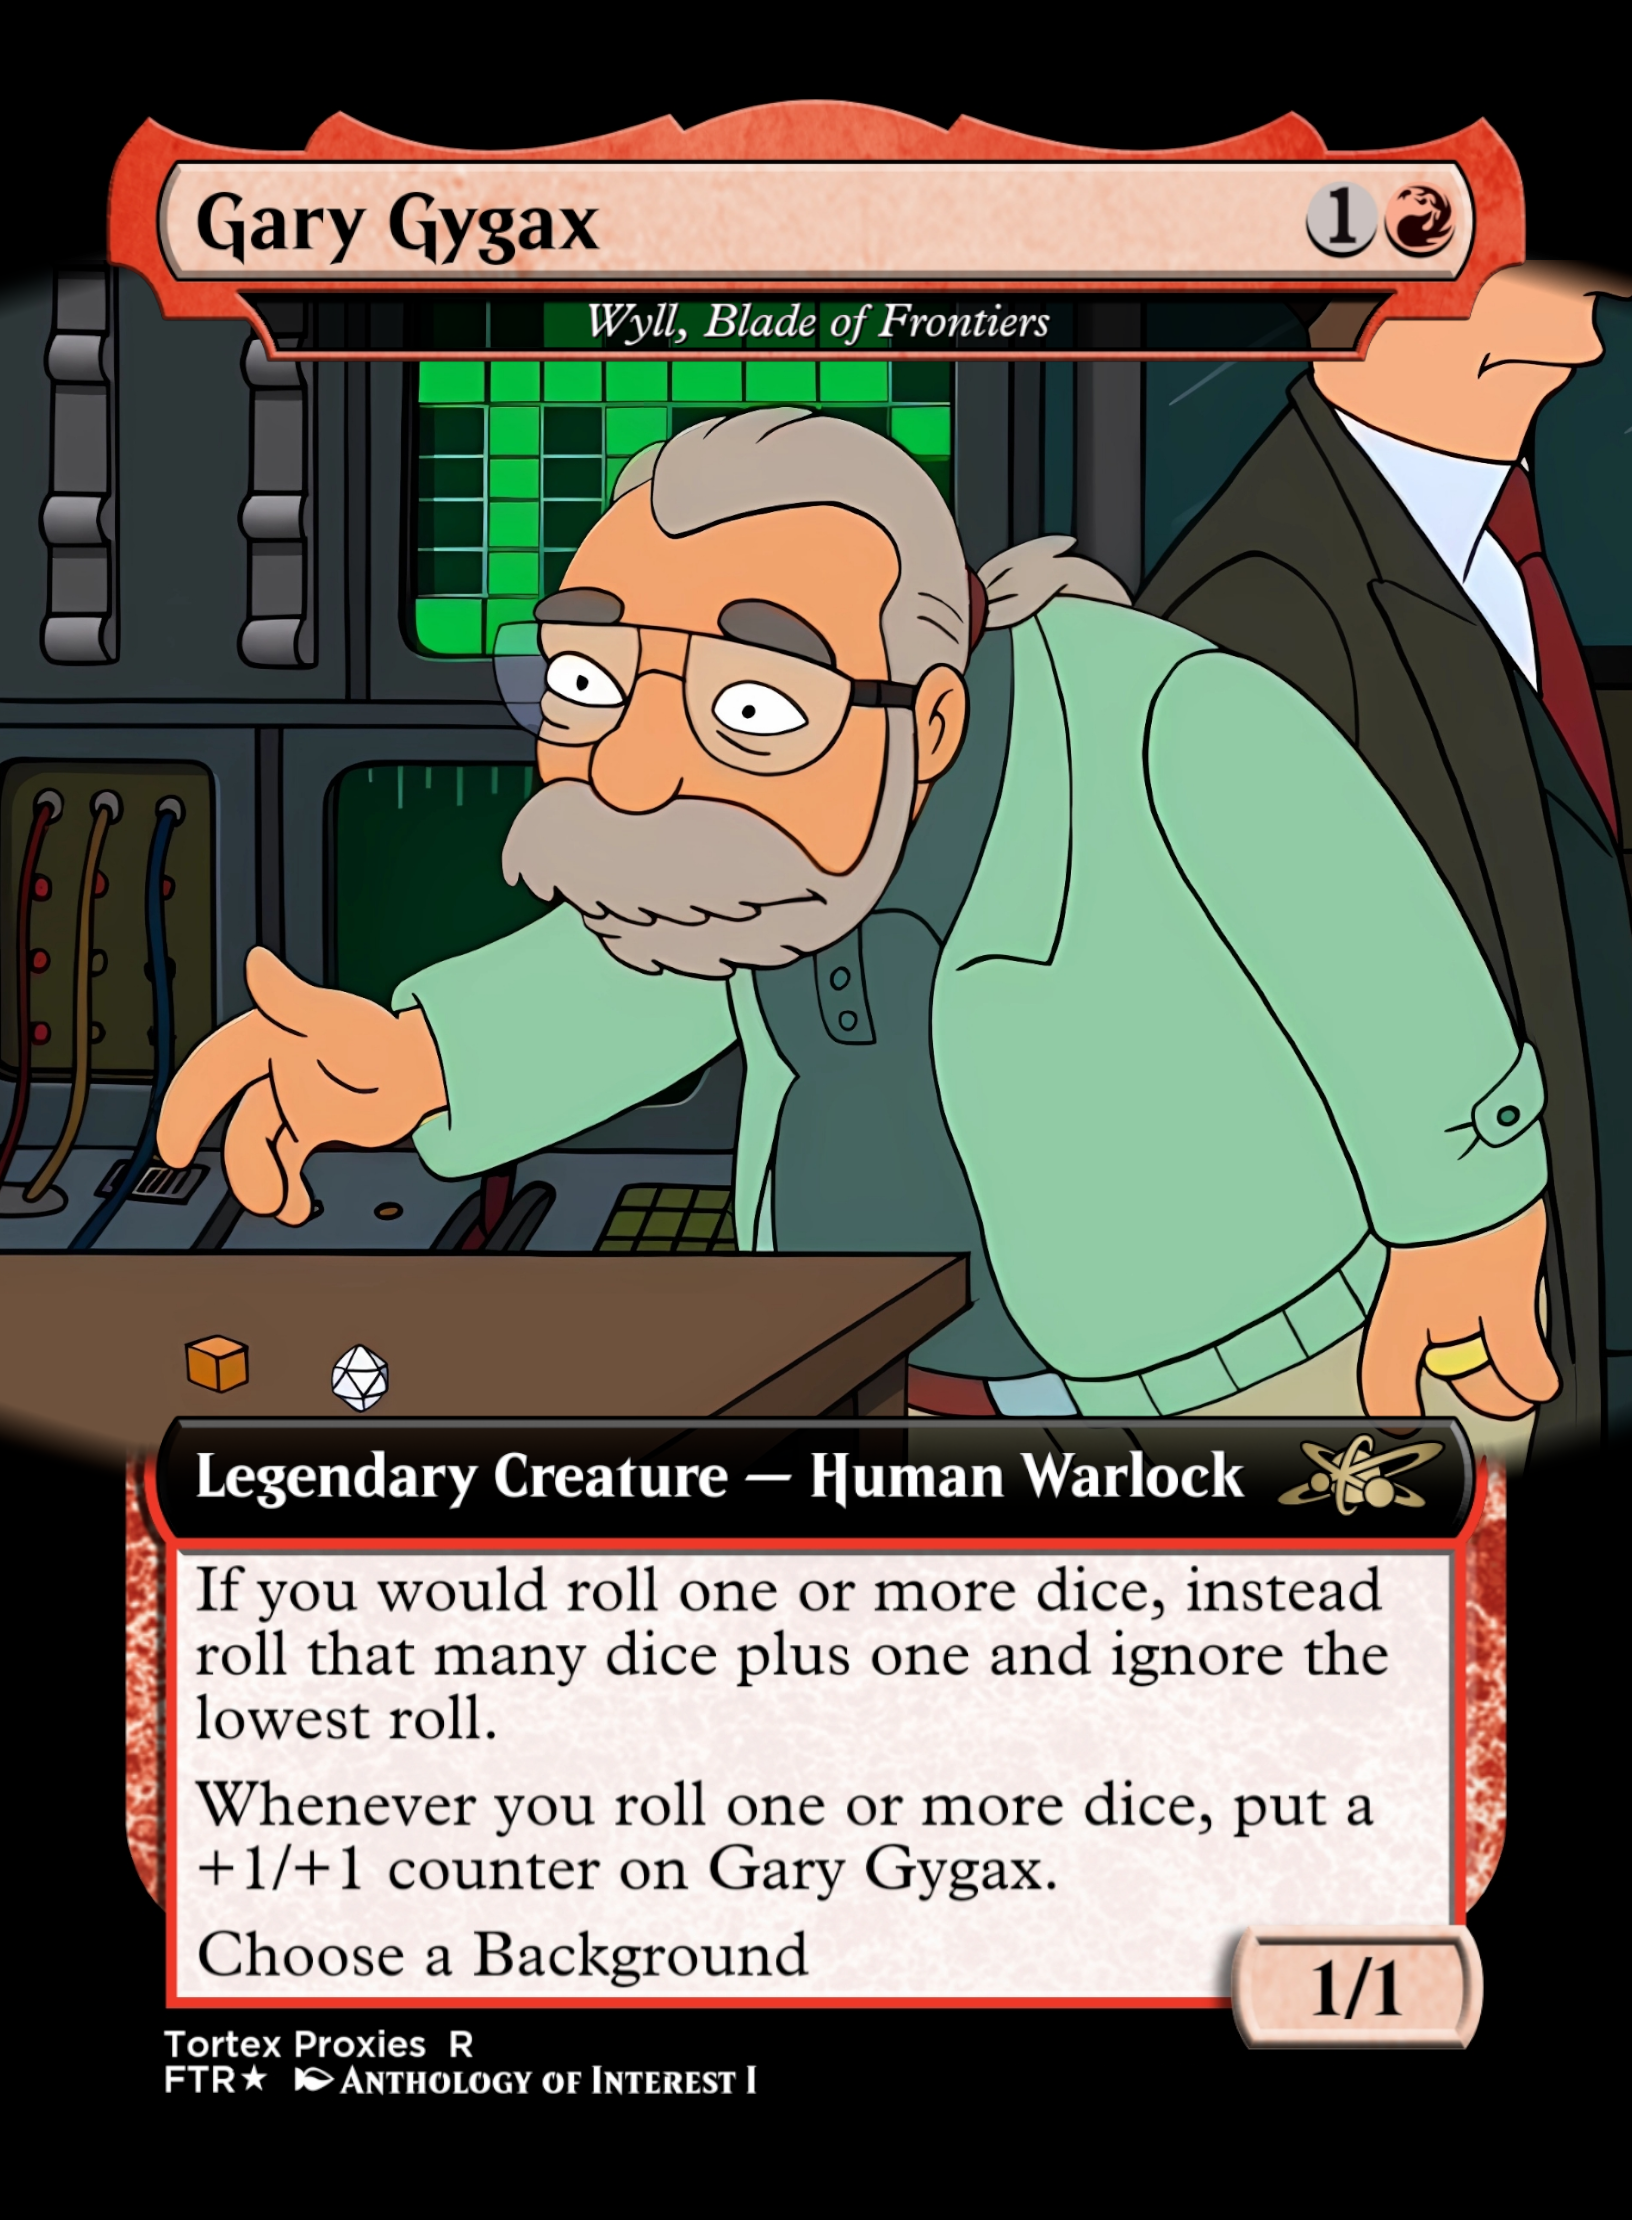 Gary Gygax 1
Wyll, Blade of Frontiers
Legendary Creature — Human Warlock
If you would roll one or more dice, instead
roll that many dice plus one and ignore the
lowest roll.
Whenever you roll one or more dice, put a
+1/+1 counter on Gary Gygax.
Choose a Background
1/1
Tortex Proxies R
FTR★ Anthology of Interest I